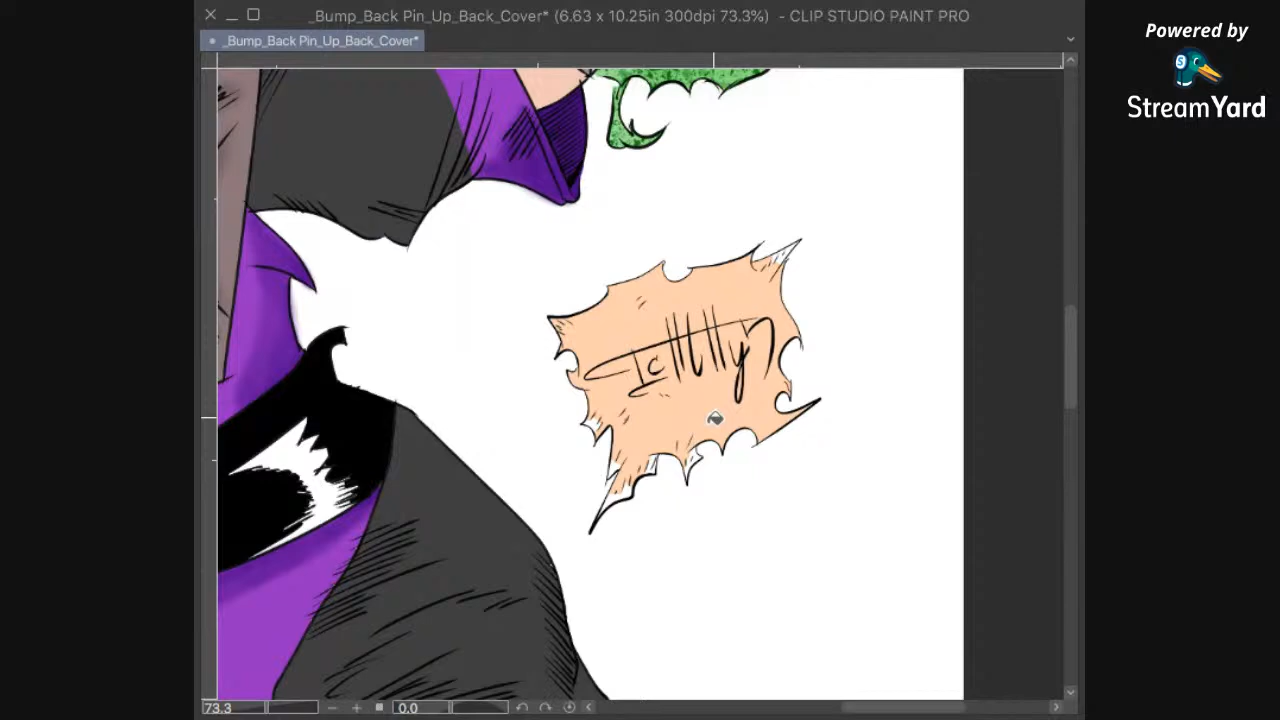 _Bump_Back Pin_Up_Back_Cover* (6.63 x 10.25in 300dpi 73.3%) - CLIP STUDIO PAINT PRO
_Bump_Back Pin_Up_Back_Cover*
Powered by
StreamYard
73.3
0.0